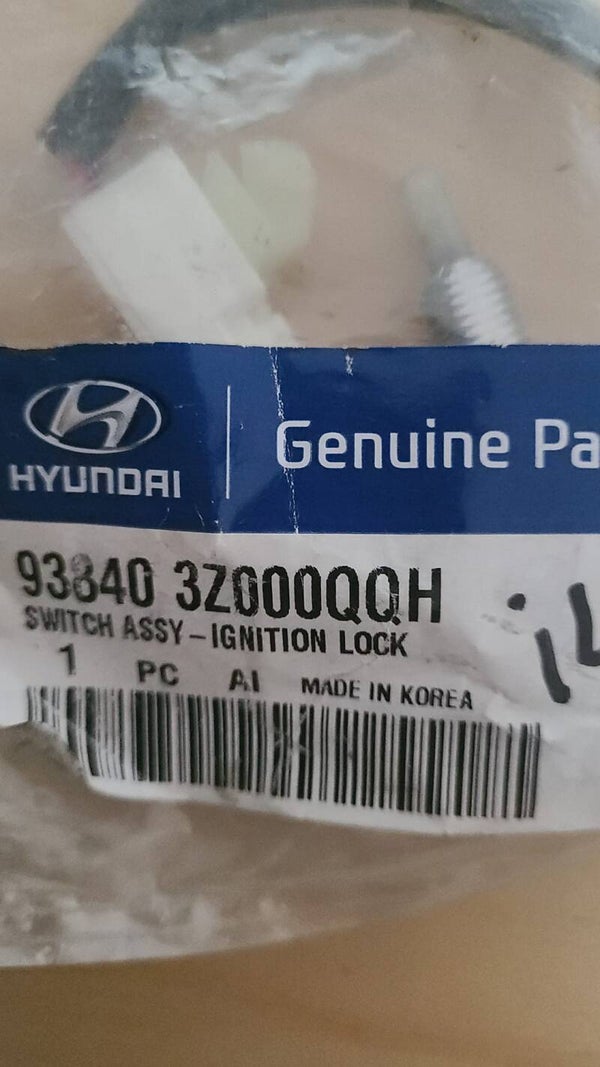 HYUNDAI
Genuine Pa
93840 3Z000QQH
SWITCH ASSY-IGNITION LOCK
1 PC AI MADE IN KOREA